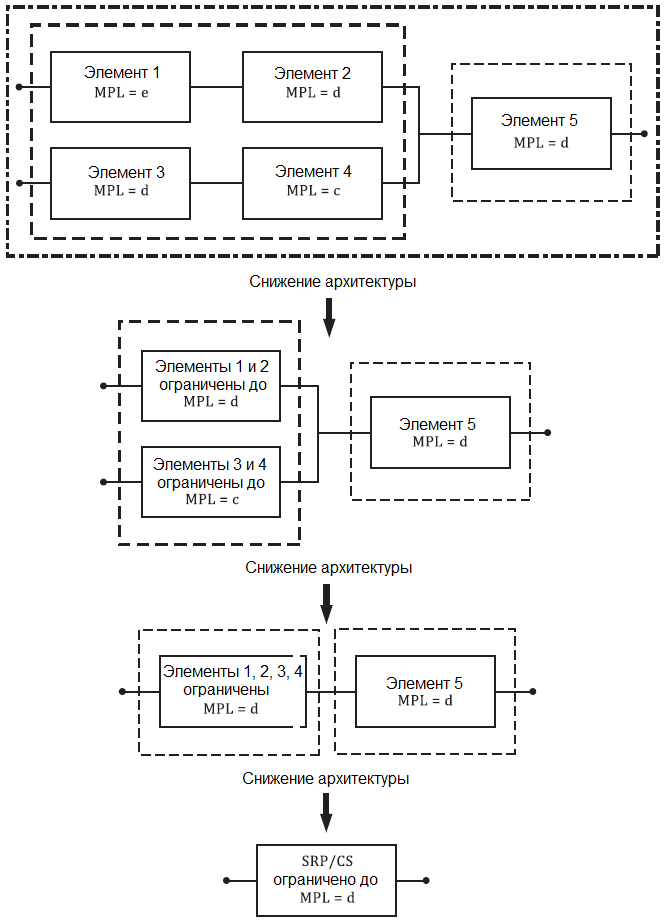 Элемент 1
MPL = e
Элемент 2
MPL = d
Элемент 3
MPL = d
Элемент 4
MPL = c
Элемент 5
MPL = d
Снижение архитектуры
Элементы 1 и 2
ограничены до
MPL = d
Элементы 3 и 4
ограничены до
MPL = c
Элемент 5
MPL = d
Снижение архитектуры
Элементы 1, 2, 3, 4
ограничены
MPL = d
Элемент 5
MPL = d
Снижение архитектуры
SRP/CS
ограничено до
MPL = d